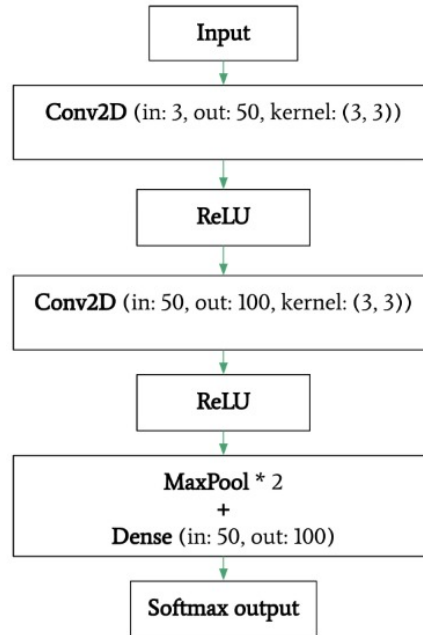 Input
Conv2D (in: 3, out: 50, kernel: (3, 3))
ReLU
Conv2D (in: 50, out: 100, kernel: (3, 3))
ReLU
MaxPool * 2
+
Dense (in: 50, out: 100)
Softmax output